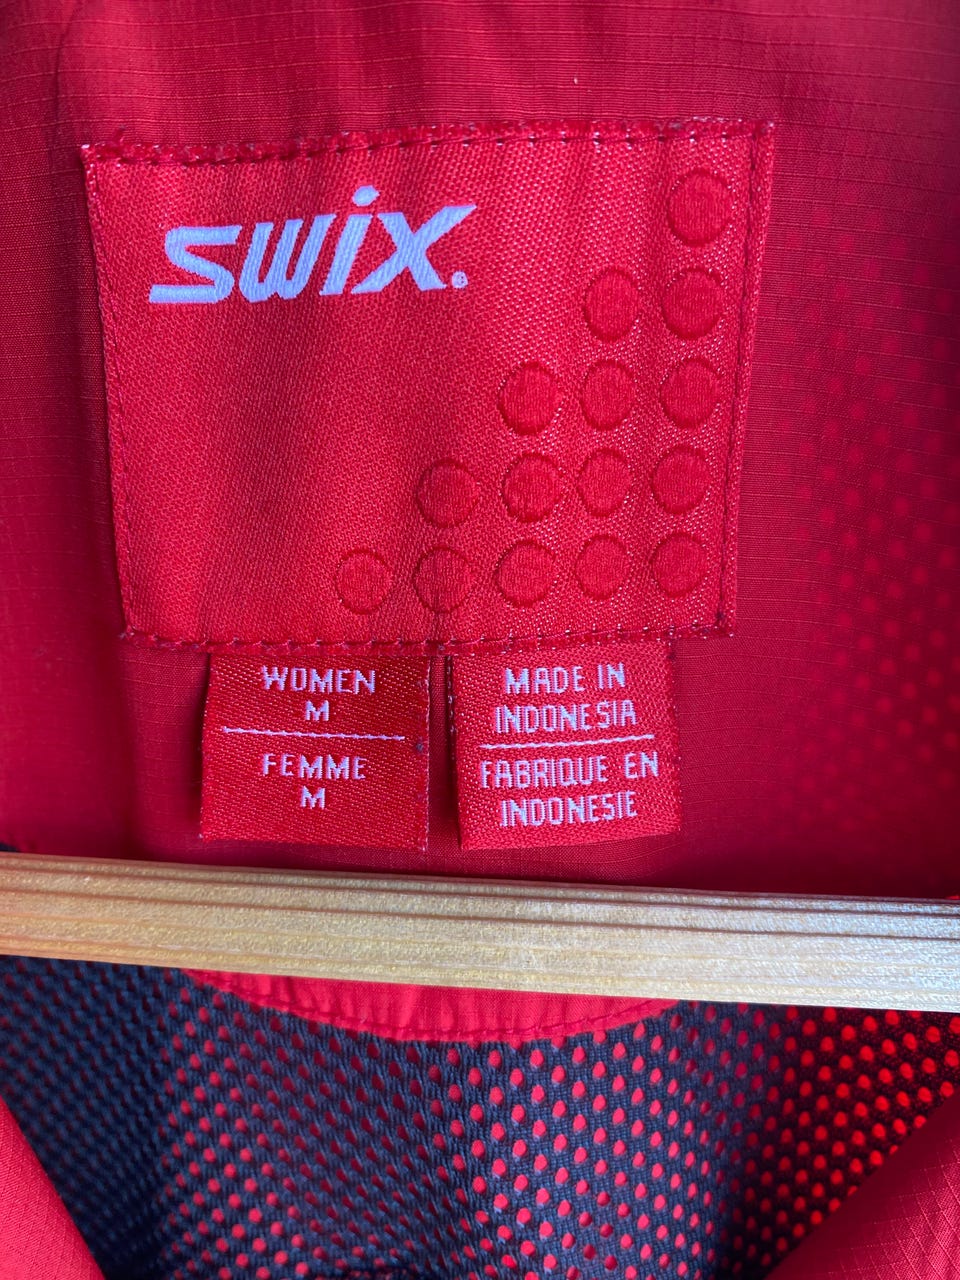 SWIX®
WOMEN
M
FEMME
M
MADE IN
INDONESIA
FABRIQUE EN
INDONESIE